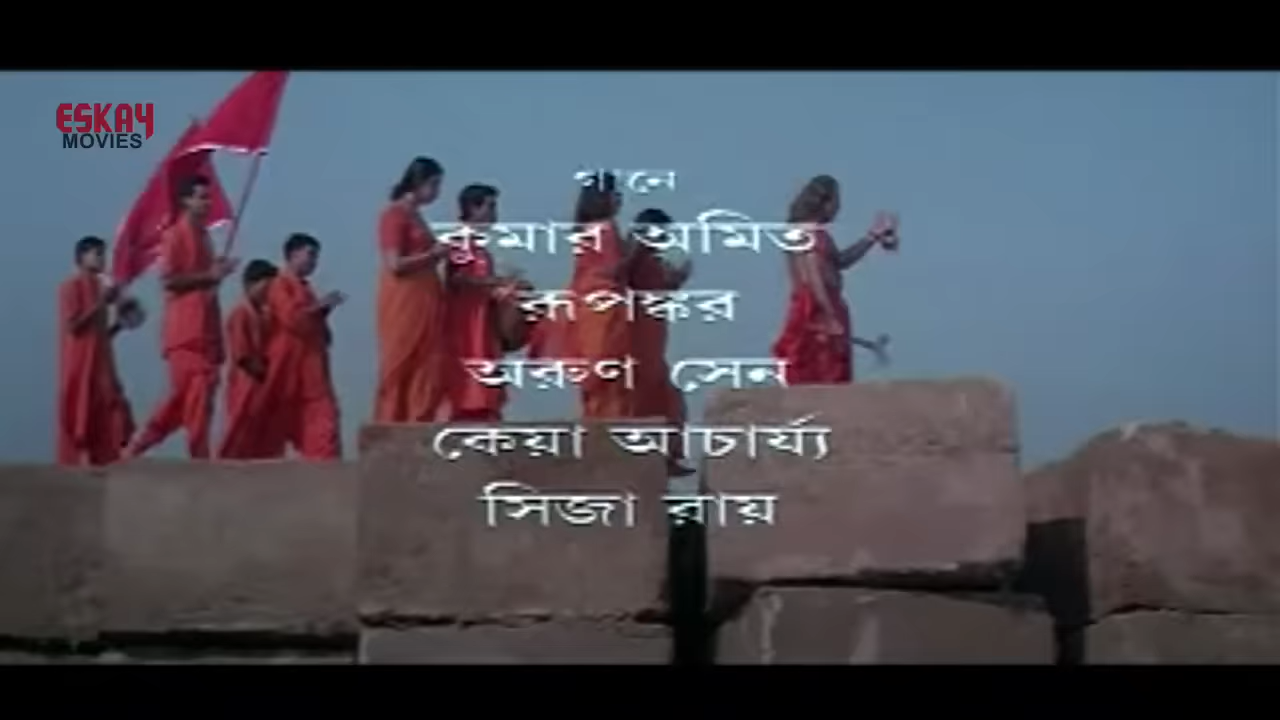 ESKAY
MOVIES
গানে
কুমার অমিত
রূপঙ্কর
অরুণ সেন
কেয়া আচার্য্য
সিজা রায়